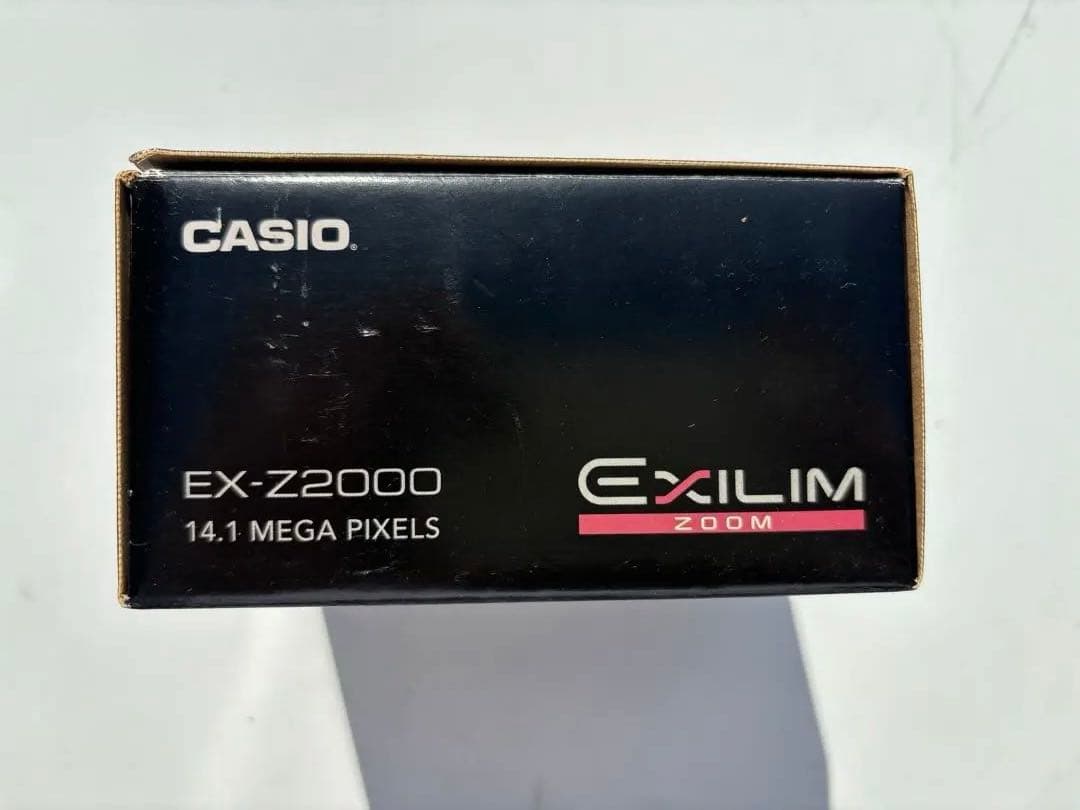 CASIO®
EX-Z2000
14.1 MEGA PIXELS
EXILIM
ZOOM